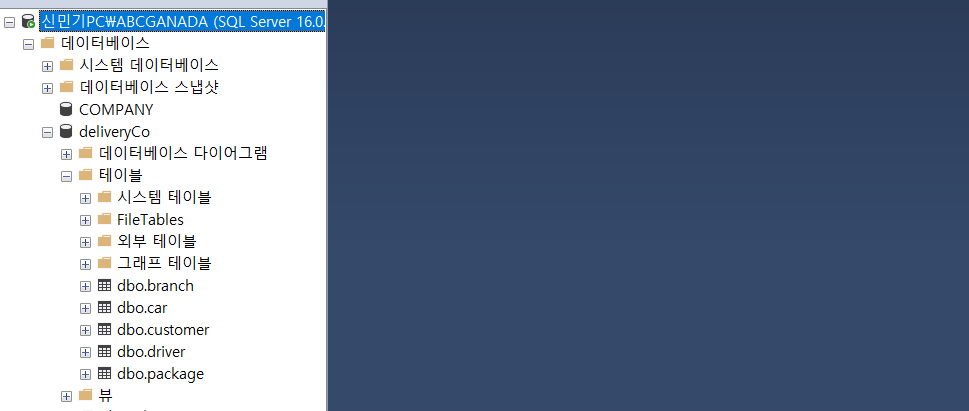 신민기PC\ABCGANADA (SQL Server 16.0.
데이터베이스
시스템 데이터베이스
데이터베이스 스냅샷
COMPANY
deliveryCo
데이터베이스 다이어그램
테이블
시스템 테이블
FileTables
외부 테이블
그래프 테이블
dbo.branch
dbo.car
dbo.customer
dbo.driver
dbo.package
뷰